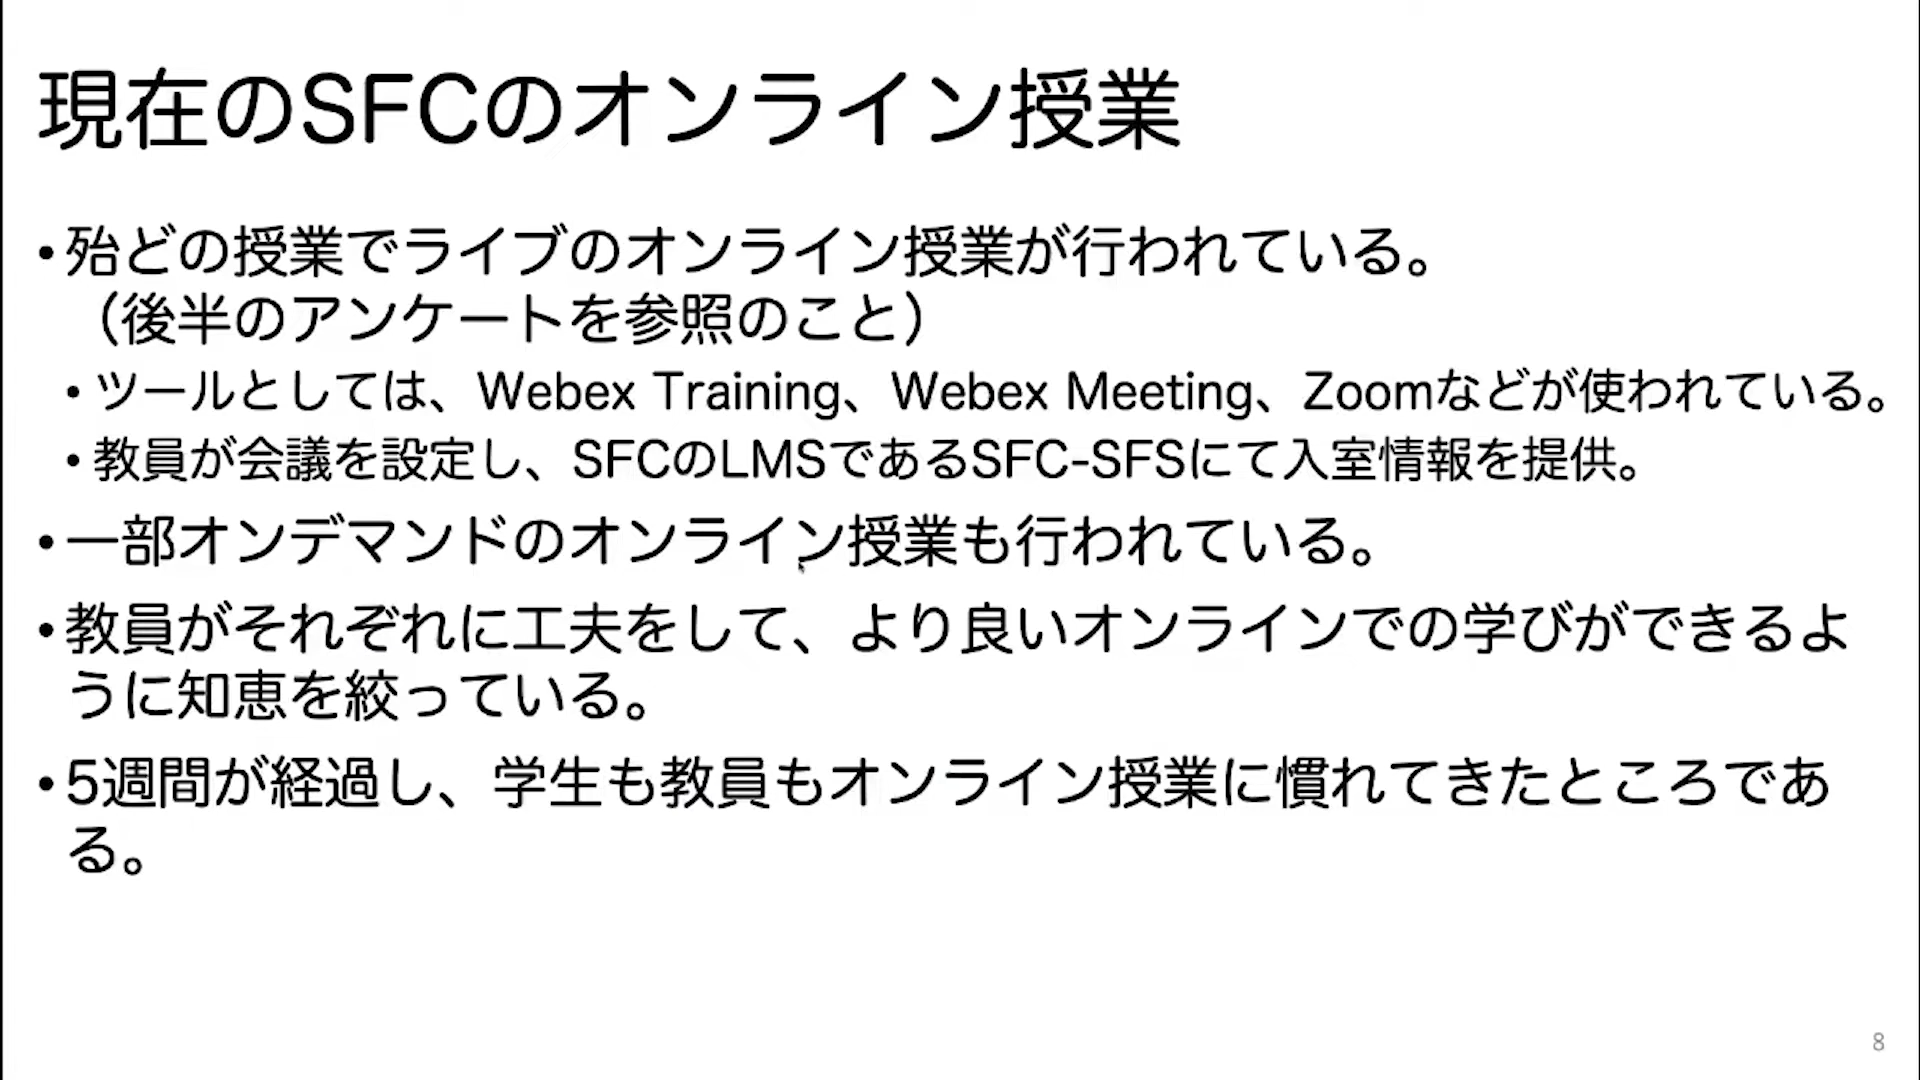 現在のSFCのオンライン授業
•殆どの授業でライブのオンライン授業が行われている。
（後半のアンケートを参照のこと）
•ツールとしては、Webex Training、Webex Meeting、Zoomなどが使われている。
•教員が会議を設定し、SFCのLMSであるSFC-SFSにて入室情報を提供。
•一部オンデマンドのオンライン授業も行われている。
•教員がそれぞれに工夫をして、より良いオンラインでの学びができるよ
うに知恵を絞っている。
•5週間が経過し、学生も教員もオンライン授業に慣れてきたところであ
る。
8